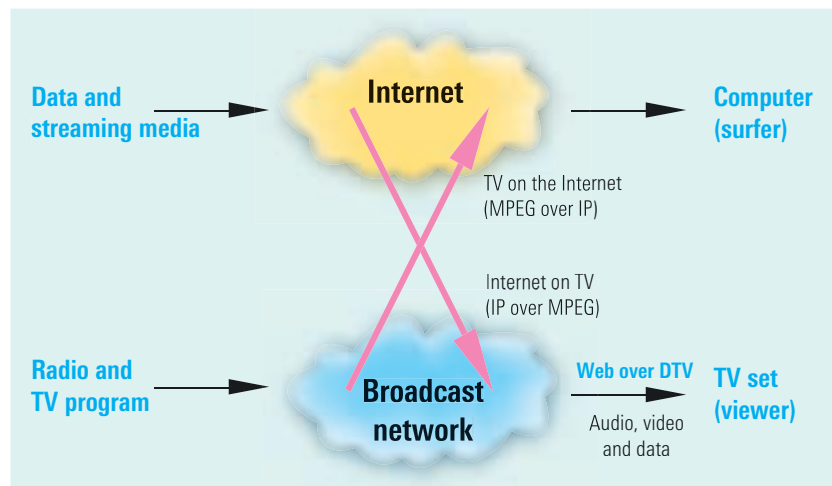 Data and
streaming media
Internet
Computer
(surfer)
TV on the Internet
(MPEG over IP)
Internet on TV
(IP over MPEG)
Radio and
TV program
Broadcast
network
Web over DTV
Audio, video
and data
TV set
(viewer)